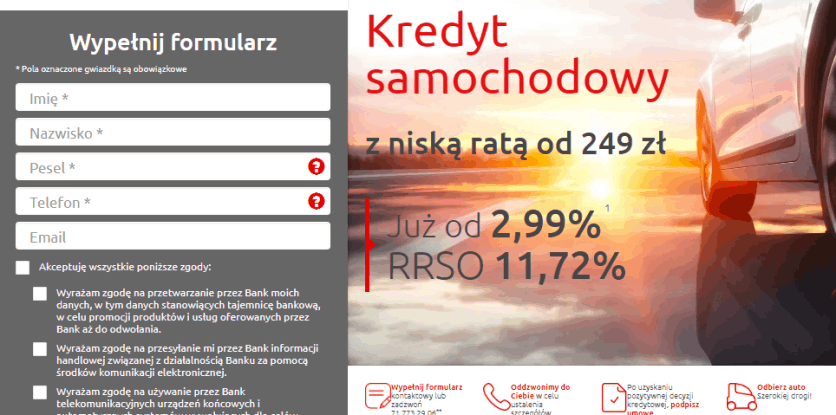 Wypełnij formularz
* Pola oznaczone gwiazdką są obowiązkowe
Imię *
Nazwisko *
Pesel *
?
Telefon *
?
Email
Akceptuję wszystkie poniższe zgody:
Wyrażam zgodę na przetwarzanie przez Bank moich
danych, w tym danych stanowiących tajemnicę bankową,
w celu promocji produktów i usług oferowanych przez
Bank aż do odwołania.
Wyrażam zgodę na przesyłanie mi przez Bank informacji
handlowej związanej z działalnością Banku za pomocą
środków komunikacji elektronicznej.
Wyrażam zgodę na używanie przez Bank
telekomunikacyjnych urządzeń końcowych i
Kredyt
samochodowy
z niską ratą od 249 zł
Już od 2,99% 1
RRSO 11,72%
Wypełnij formularz
kontaktowy lub
zadzwoń
71 773 29 06**
Oddzwonimy do
Ciebie w celu
ustalenia
szczegółów
Po uzyskaniu
pozytywnej decyzji
kredytowej, podpisz
umowę
Odbierz auto
Szerokiej drogi!